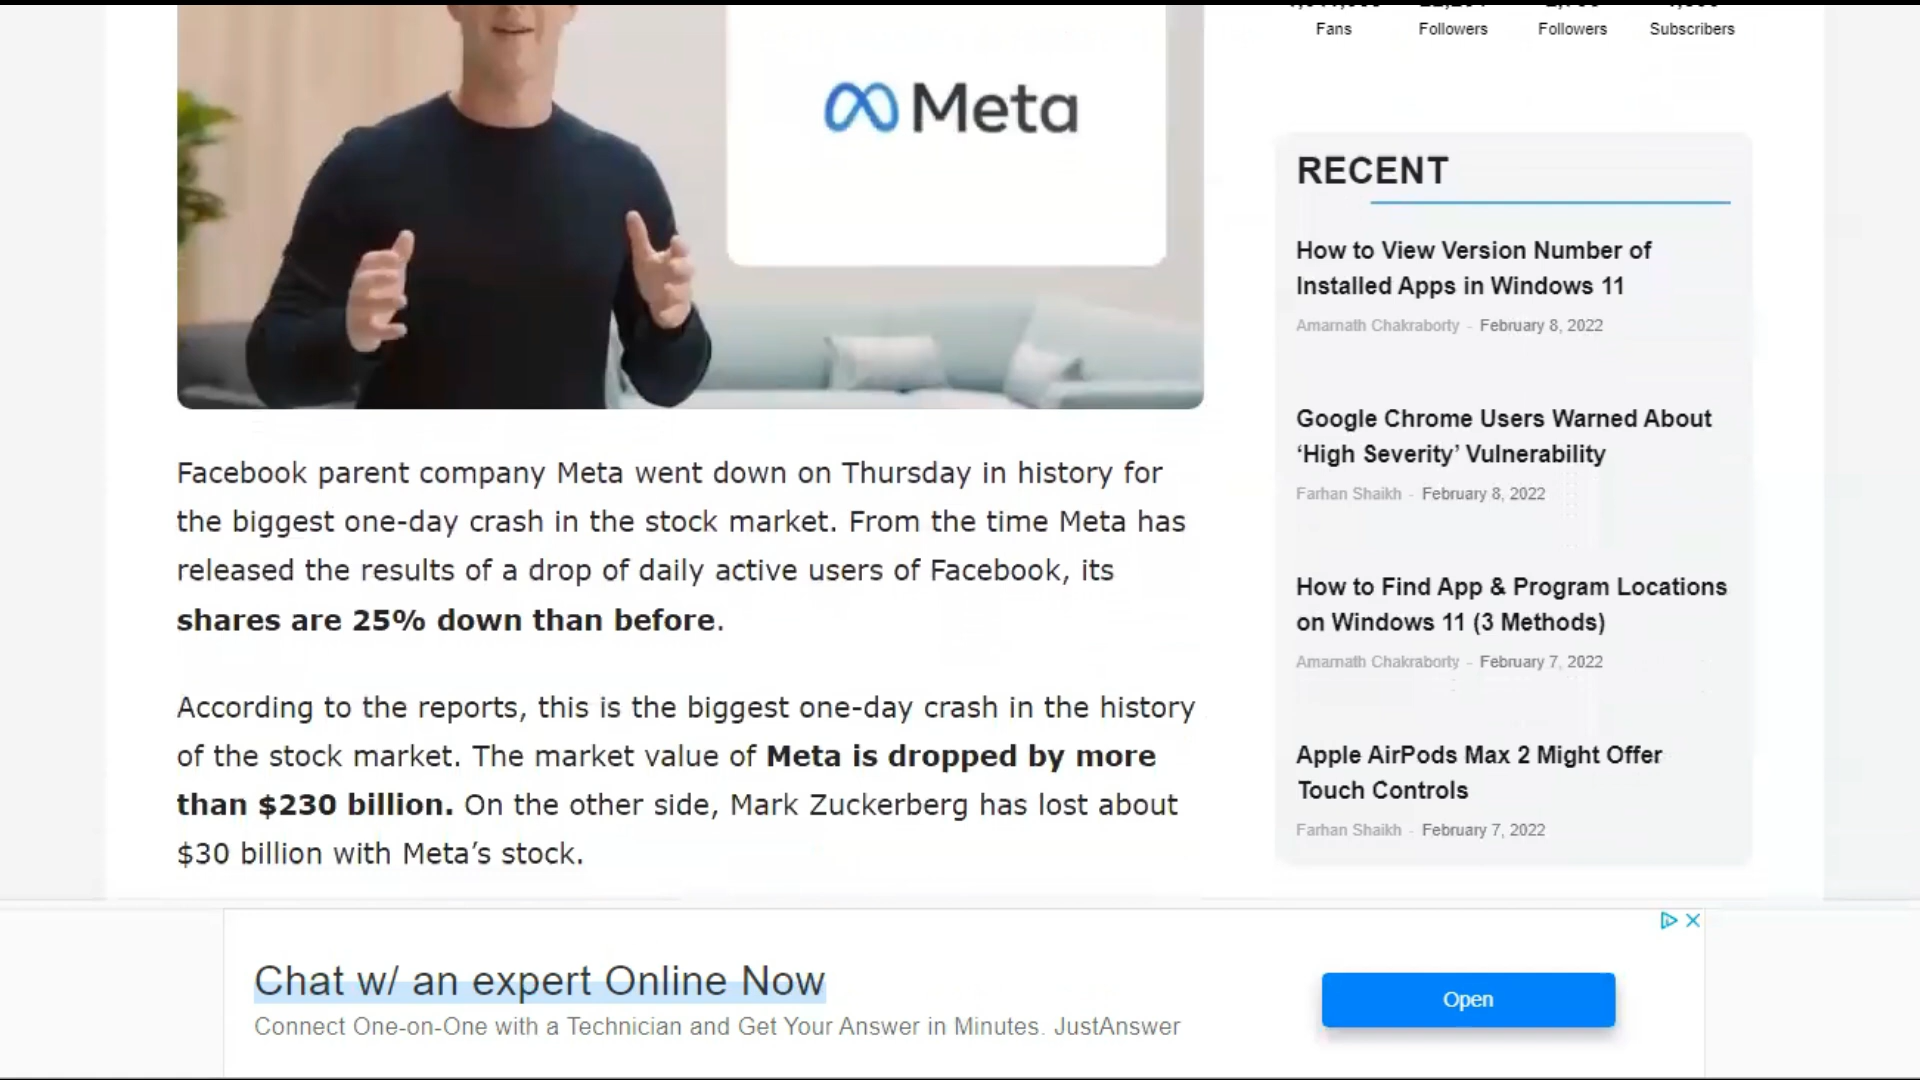 Fans Followers Followers Subscribers
Meta
Facebook parent company Meta went down on Thursday in history for
the biggest one-day crash in the stock market. From the time Meta has
released the results of a drop of daily active users of Facebook, its
shares are 25% down than before.
According to the reports, this is the biggest one-day crash in the history
of the stock market. The market value of Meta is dropped by more
than $230 billion. On the other side, Mark Zuckerberg has lost about
$30 billion with Meta’s stock.
RECENT
How to View Version Number of
Installed Apps in Windows 11
Amarnath Chakraborty - February 8, 2022
Google Chrome Users Warned About
‘High Severity’ Vulnerability
Farhan Shaikh - February 8, 2022
How to Find App & Program Locations
on Windows 11 (3 Methods)
Amarnath Chakraborty - February 7, 2022
Apple AirPods Max 2 Might Offer
Touch Controls
Farhan Shaikh - February 7, 2022
Chat w/ an expert Online Now
Connect One-on-One with a Technician and Get Your Answer in Minutes. JustAnswer
Open